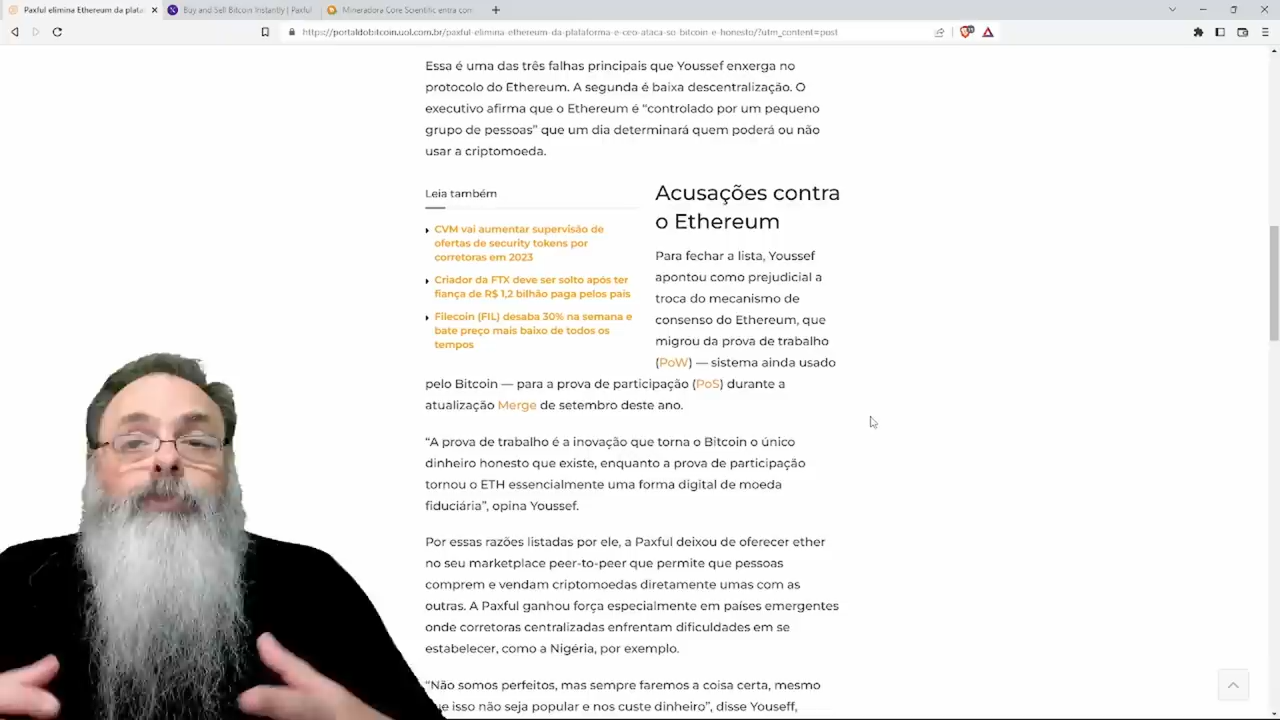 Paxful elimina Ethereum da plata
Buy and Sell Bitcoin Instantly | Paxful
Mineradora Core Scientific entra com
https://portaldobitcoin.uol.com.br/paxful-elimina-ethereum-da-plataforma-e-ceo-ataca-so-bitcoin-e-honesto/?utm_content=post
Essa é uma das três falhas principais que Youssef enxerga no
protocolo do Ethereum. A segunda é baixa descentralização. O
executivo afirma que o Ethereum é “controlado por um pequeno
grupo de pessoas” que um dia determinará quem poderá ou não
usar a criptomoeda.
Leia também
CVM vai aumentar supervisão de
ofertas de security tokens por
corretoras em 2023
Criador da FTX deve ser solto após ter
fiança de R$ 1,2 bilhão paga pelos pais
Filecoin (FIL) desaba 30% na semana e
bate preço mais baixo de todos os
tempos
Acusações contra
o Ethereum
Para fechar a lista, Youssef
apontou como prejudicial a
troca do mecanismo de
consenso do Ethereum, que
migrou da prova de trabalho
(PoW) — sistema ainda usado
pelo Bitcoin — para a prova de participação (PoS) durante a
atualização Merge de setembro deste ano.
“A prova de trabalho é a inovação que torna o Bitcoin o único
dinheiro honesto que existe, enquanto a prova de participação
tornou o ETH essencialmente uma forma digital de moeda
fiduciária”, opina Youssef.
Por essas razões listadas por ele, a Paxful deixou de oferecer ether
no seu marketplace peer-to-peer que permite que pessoas
comprem e vendam criptomoedas diretamente umas com as
outras. A Paxful ganhou força especialmente em países emergentes
onde corretoras centralizadas enfrentam dificuldades em se
estabelecer, como a Nigéria, por exemplo.
“Não somos perfeitos, mas sempre faremos a coisa certa, mesmo
que isso não seja popular e nos custe dinheiro”, disse Youseff,